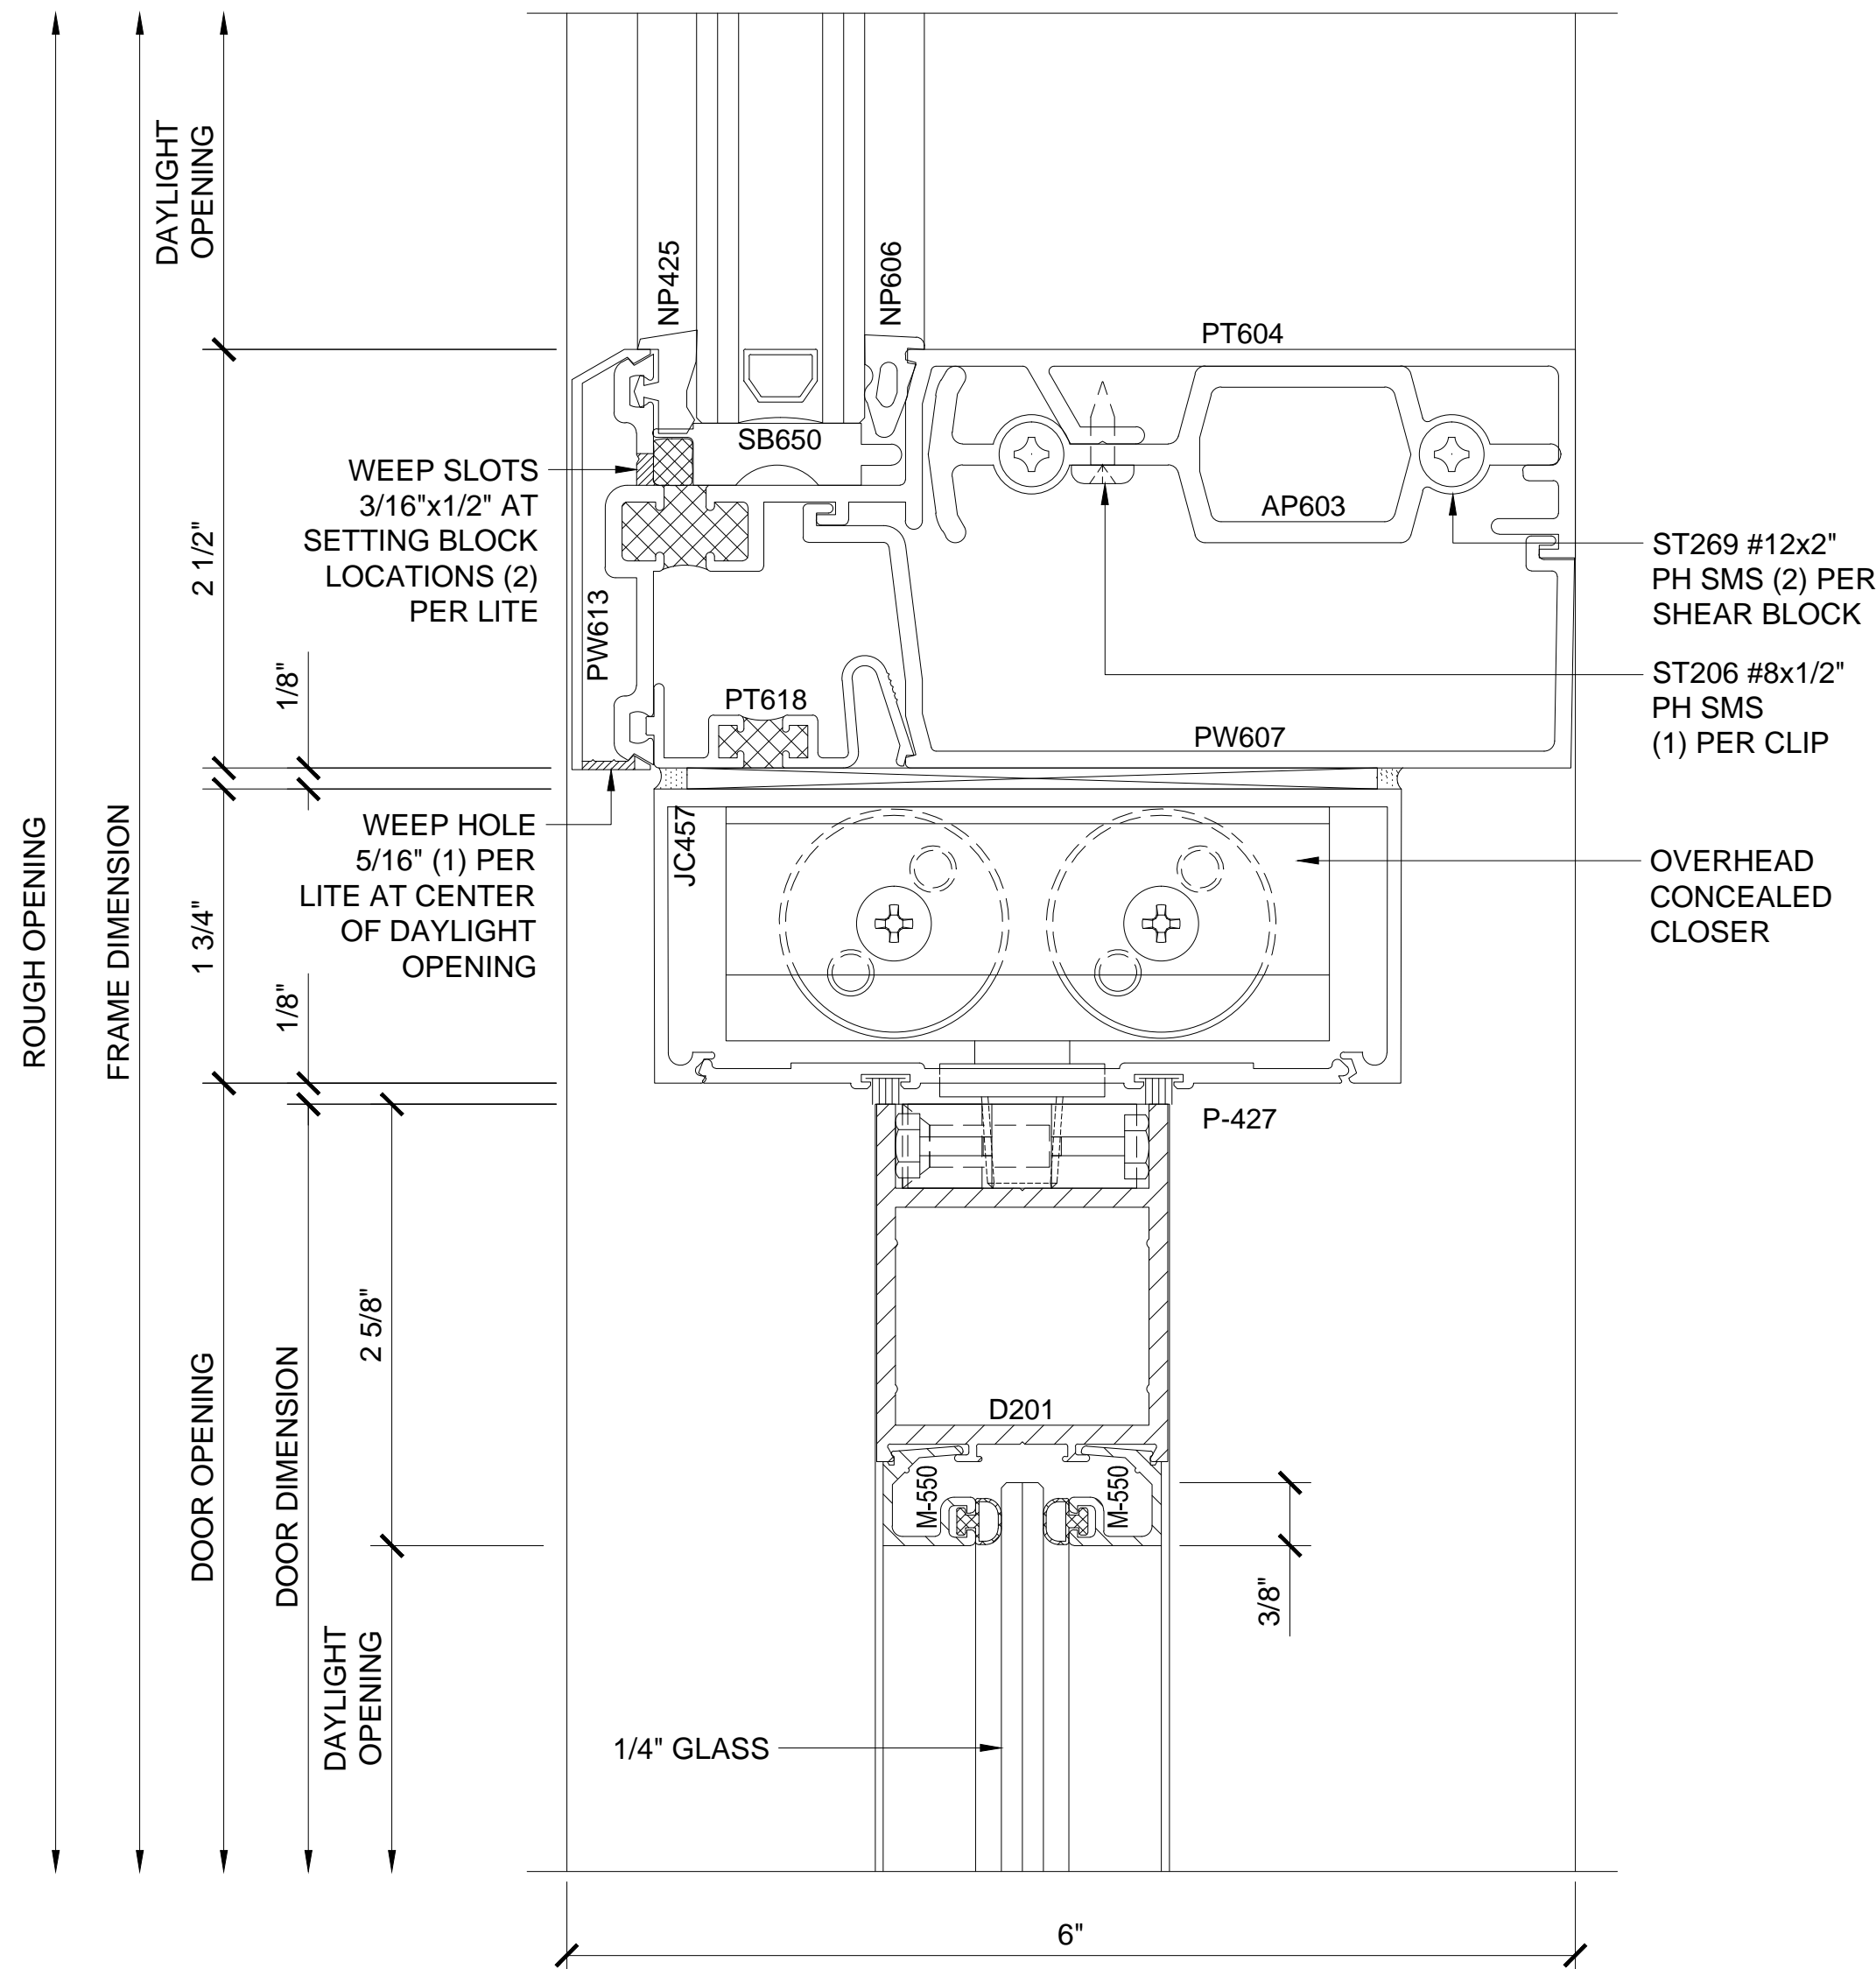 DAYLIGHT
OPENING
NP425
NP606
PT604
SB650
AP603
WEEP SLOTS
3/16"x1/2" AT
SETTING BLOCK
LOCATIONS (2)
PER LITE
2 1/2"
1/8"
PW613
PT618
PW607
ST269 #12x2"
PH SMS (2) PER
SHEAR BLOCK
ST206 #8x1/2"
PH SMS
(1) PER CLIP
ROUGH OPENING
FRAME DIMENSION
WEEP HOLE
5/16" (1) PER
LITE AT CENTER
OF DAYLIGHT
OPENING
1 3/4"
1/8"
JC457
OVERHEAD
CONCEALED
CLOSER
P-427
2 5/8"
DOOR OPENING
DOOR DIMENSION
DAYLIGHT
OPENING
D201
M-550
M-550
3/8"
1/4" GLASS
6"